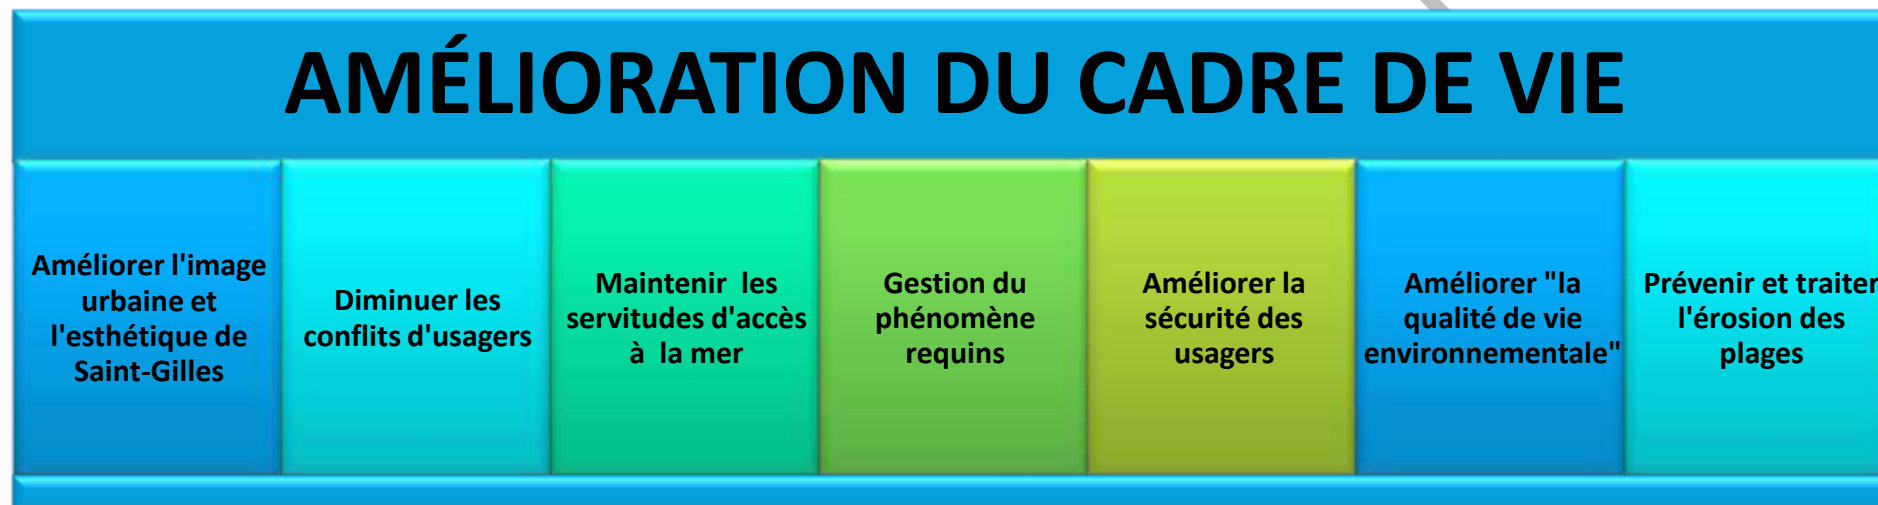 AMÉLIORATION DU CADRE DE VIE
Améliorer l'image
urbaine et
l'esthétique de
Saint-Gilles
Diminuer les
conflits d'usagers
Maintenir les
servitudes d'accès
à la mer
Gestion du
phénomène
requins
Améliorer la
sécurité des
usagers
Améliorer "la
qualité de vie
environnementale"
Prévenir et traiter
l'érosion des
plages